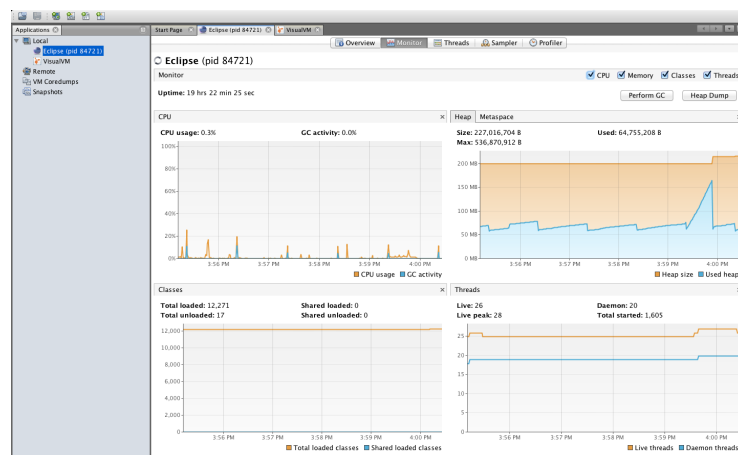 Applications
Start Page
Eclipse (pid 84721)
VisualVM
Local
Eclipse (pid 84721)
VisualVM
Remote
VM Coredumps
Snapshots
Overview
Monitor
Threads
Sampler
Profiler
Eclipse (pid 84721)
Monitor
CPU
Memory
Classes
Threads
Uptime: 19 hrs 22 min 25 sec
Perform GC
Heap Dump
CPU
CPU usage: 0.3%
GC activity: 0.0%
100%
80%
60%
40%
20%
0%
3:56 PM
3:57 PM
3:58 PM
3:59 PM
4:00 PM
CPU usage
GC activity
Heap
Metaspace
Size: 227,016,704 B
Used: 64,755,208 B
Max: 536,870,912 B
200 MB
150 MB
100 MB
50 MB
0 MB
3:56 PM
3:57 PM
3:58 PM
3:59 PM
4:00 PM
Heap size
Used heap
Classes
Total loaded: 12,271
Shared loaded: 0
Total unloaded: 17
Shared unloaded: 0
12,000
10,000
8,000
6,000
4,000
2,000
0
3:56 PM
3:57 PM
3:58 PM
3:59 PM
4:00 PM
Total loaded classes
Shared loaded classes
Threads
Live: 26
Daemon: 20
Live peak: 28
Total started: 1,605
25
20
15
10
5
0
3:56 PM
3:57 PM
3:58 PM
3:59 PM
4:00 PM
Live threads
Daemon threads